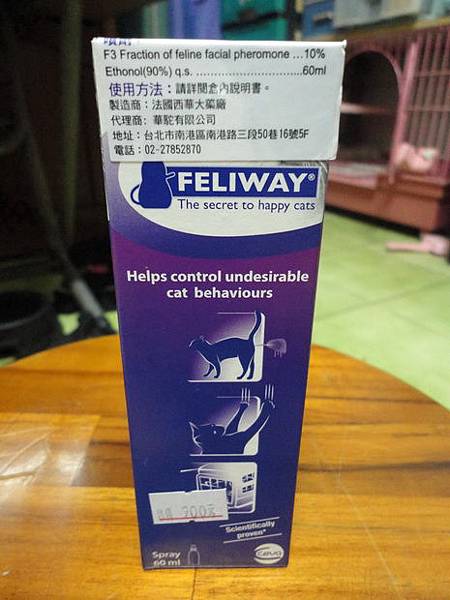 F3 Fraction of feline facial pheromone ...10%
Ethonol(90%) q.s. ..............................60ml
使用方法：請詳閱盒內說明書。
製造商：法國西華大藥廠
代理商：華駝有限公司
地址：台北市南港區南港路三段50巷16號5F
電話：02-27852870
FELIWAY®
The secret to happy cats
Helps control undesirable
cat behaviours
900
Scientifically
proven*
Spray
60 ml
Ceva